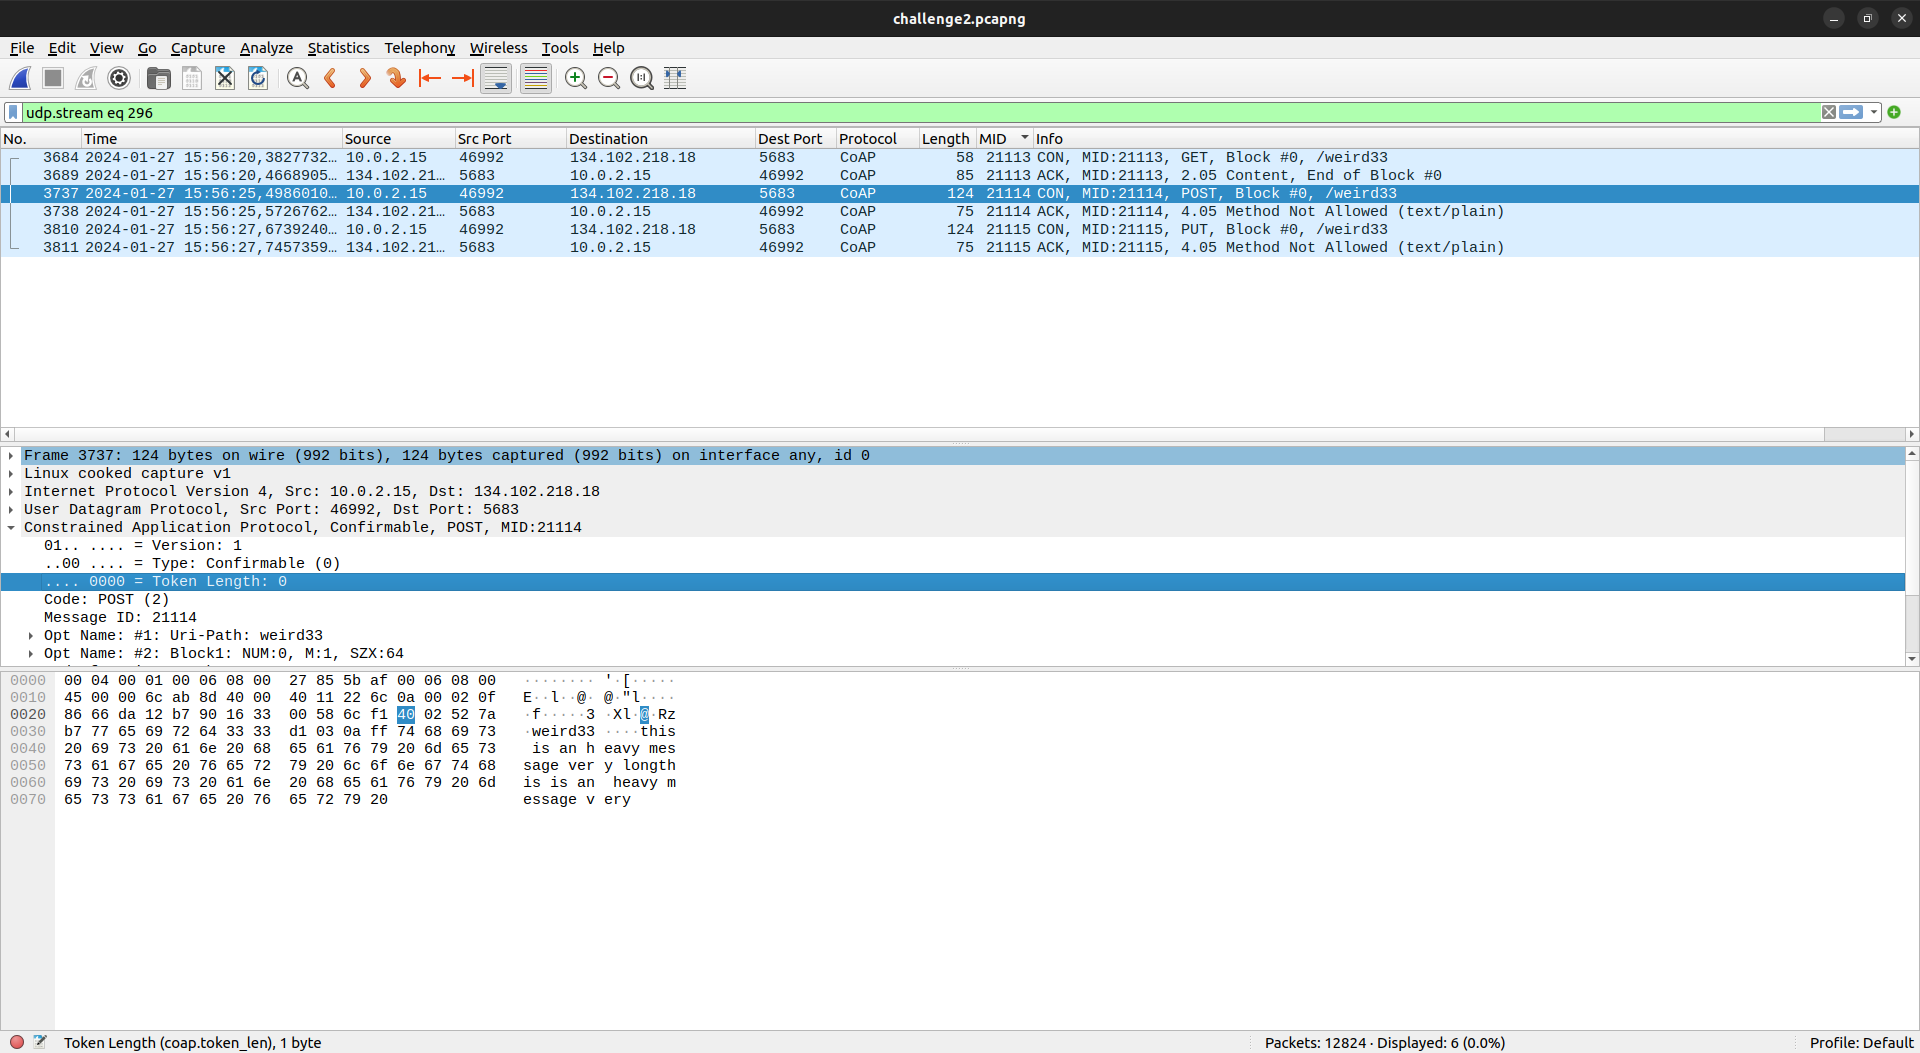 challenge2.pcapng
File Edit View Go Capture Analyze Statistics Telephony Wireless Tools Help
udp.stream eq 296
No. Time Source Src Port Destination Dest Port Protocol Length MID Info
3684 2024-01-27 15:56:20,3827732… 10.0.2.15 46992 134.102.218.18 5683 CoAP 58 21113 CON, MID:21113, GET, Block #0, /weird33
3689 2024-01-27 15:56:20,4668905… 134.102.21… 5683 10.0.2.15 46992 CoAP 85 21113 ACK, MID:21113, 2.05 Content, End of Block #0
3737 2024-01-27 15:56:25,4986010… 10.0.2.15 46992 134.102.218.18 5683 CoAP 124 21114 CON, MID:21114, POST, Block #0, /weird33
3738 2024-01-27 15:56:25,5726762… 134.102.21… 5683 10.0.2.15 46992 CoAP 75 21114 ACK, MID:21114, 4.05 Method Not Allowed (text/plain)
3810 2024-01-27 15:56:27,6739240… 10.0.2.15 46992 134.102.218.18 5683 CoAP 124 21115 CON, MID:21115, PUT, Block #0, /weird33
3811 2024-01-27 15:56:27,7457359… 134.102.21… 5683 10.0.2.15 46992 CoAP 75 21115 ACK, MID:21115, 4.05 Method Not Allowed (text/plain)
Frame 3737: 124 bytes on wire (992 bits), 124 bytes captured (992 bits) on interface any, id 0
Linux cooked capture v1
Internet Protocol Version 4, Src: 10.0.2.15, Dst: 134.102.218.18
User Datagram Protocol, Src Port: 46992, Dst Port: 5683
Constrained Application Protocol, Confirmable, POST, MID:21114
01.. .... = Version: 1
..00 .... = Type: Confirmable (0)
.... 0000 = Token Length: 0
Code: POST (2)
Message ID: 21114
Opt Name: #1: Uri-Path: weird33
Opt Name: #2: Block1: NUM:0, M:1, SZX:64
0000 00 04 00 01 00 06 08 00 27 85 5b af 00 06 08 00 ········ '·[·····
0010 45 00 00 6c ab 8d 40 00 40 11 22 6c 0a 00 02 0f E··l··@· @·"l····
0020 86 66 da 12 b7 90 16 33 00 58 6c f1 40 02 52 7a ·f·····3 ·Xl·@·Rz
0030 b7 77 65 69 72 64 33 33 d1 03 0a ff 74 68 69 73 ·weird33 ····this
0040 20 69 73 20 61 6e 20 68 65 61 76 79 20 6d 65 73 is an h eavy mes
0050 73 61 67 65 20 76 65 72 79 20 6c 6f 6e 67 74 68 sage ver y longth
0060 69 73 20 69 73 20 61 6e 20 68 65 61 76 79 20 6d is is an heavy m
0070 65 73 73 61 67 65 20 76 65 72 79 20 essage v ery
Token Length (coap.token_len), 1 byte Packets: 12824 · Displayed: 6 (0.0%) Profile: Default